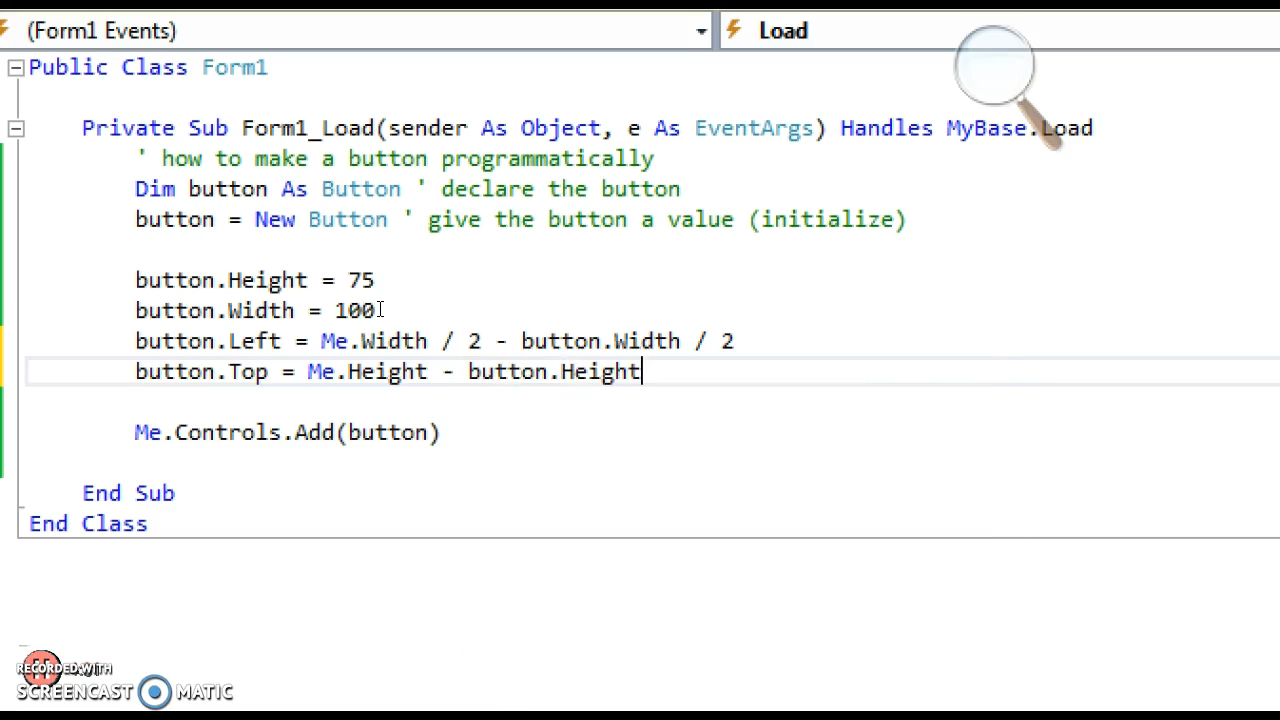 (Form1 Events) Load
Public Class Form1
Private Sub Form1_Load(sender As Object, e As EventArgs) Handles MyBase.Load
' how to make a button programmatically
Dim button As Button ' declare the button
button = New Button ' give the button a value (initialize)
button.Height = 75
button.Width = 100
button.Left = Me.Width / 2 - button.Width / 2
button.Top = Me.Height - button.Height
Me.Controls.Add(button)
End Sub
End Class
RECORDED WITH
SCREENCAST MATIC